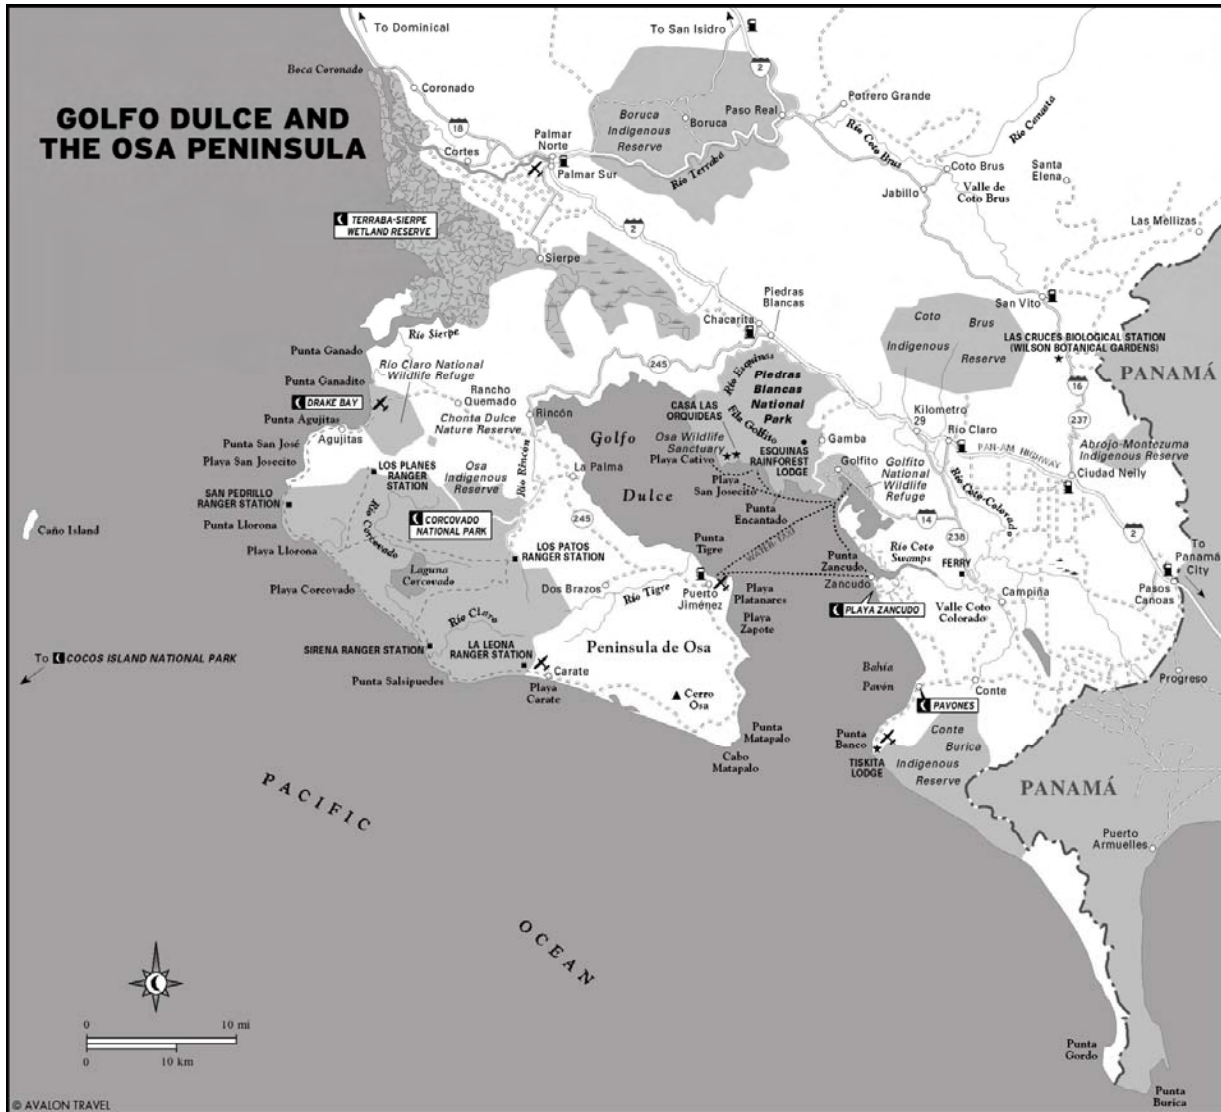 To Dominical
To San Isidro
Boca Coronado
Coronado
2
GOLFO DULCE AND
THE OSA PENINSULA
18
Cortes
Palmar
Norte
Palmar Sur
Boruca
Indigenous
Reserve
Boruca
Paso Real
Potrero Grande
Río Terraba
Río Coto Brus
Coto Brus
Jabillo
Valle de
Coto Brus
Santa
Elena
Las Mellizas
TERRABA-SIERPE
WETLAND RESERVE
2
Sierpe
Piedras
Blancas
Chacarita
San Vito
Coto Brus
Indigenous Reserve
LAS CRUCES BIOLOGICAL STATION
(WILSON BOTANICAL GARDENS)
PANAMÁ
16
237
Río Sierpe
Punta Ganado
Punta Ganadito
Río Claro National
Wildlife Refuge
DRAKE BAY
Rancho
Quemado
Chonta Dulce
Nature Reserve
Rincón
245
Punta Agujitas
Agujitas
Punta San José
Playa San Josecito
Río Rincon
Osa
Indigenous
Reserve
La Palma
Golfo
Dulce
Río Esquinas
Piedras
Blancas
National
Park
Fila Golfito
CASA LAS
ORQUIDEAS
Osa Wildlife
Sanctuary
Playa Cativo
ESQUINAS
RAINFOREST
LODGE
Gamba
Kilometro
29
Río Claro
PAN-AM HIGHWAY
Abrojo-Montezuma
Indigenous Reserve
Ciudad Nelly
Golfito
Golfito
National
Wildlife
Refuge
Playa
San Josecito
Punta
Encantado
LOS PLANES
RANGER
STATION
SAN PEDRILLO
RANGER STATION
Punta Llorona
Playa Llorona
Río
Corcovado
CORCOVADO
NATIONAL PARK
245
LOS PATOS
RANGER STATION
Laguna
Corcovado
Caño Island
Playa Corcovado
Punta
Tigre
WATER-TAXI
Punta
Zancudo
Zancudo
Río Coto
Swamps
14
238
Río Coto-Colorado
FERRY
2
To
Panamá
City
Pasos
Canoas
Dos Brazos
Río Tigre
Puerto
Jiménez
Playa
Platanares
Playa
Zapote
PLAYA ZANCUDO
Valle Coto
Colorado
Campiña
Río Claro
SIRENA RANGER STATION
LA LEONA
RANGER STATION
Peninsula de Osa
To COCOS ISLAND NATIONAL PARK
Punta Salsipuedes
Carate
Playa
Carate
Cerro
Osa
Bahía
Pavón
PAVONES
Conte
Progreso
Punta
Matapalo
Cabo
Matapalo
Punta
Banco
TISKITA
LODGE
Conte
Burica
Indigenous
Reserve
PANAMÁ
Puerto
Armuelles
PACIFIC
OCEAN
0 10 mi
0 10 km
Punta
Gordo
Punta
Burica
© AVALON TRAVEL